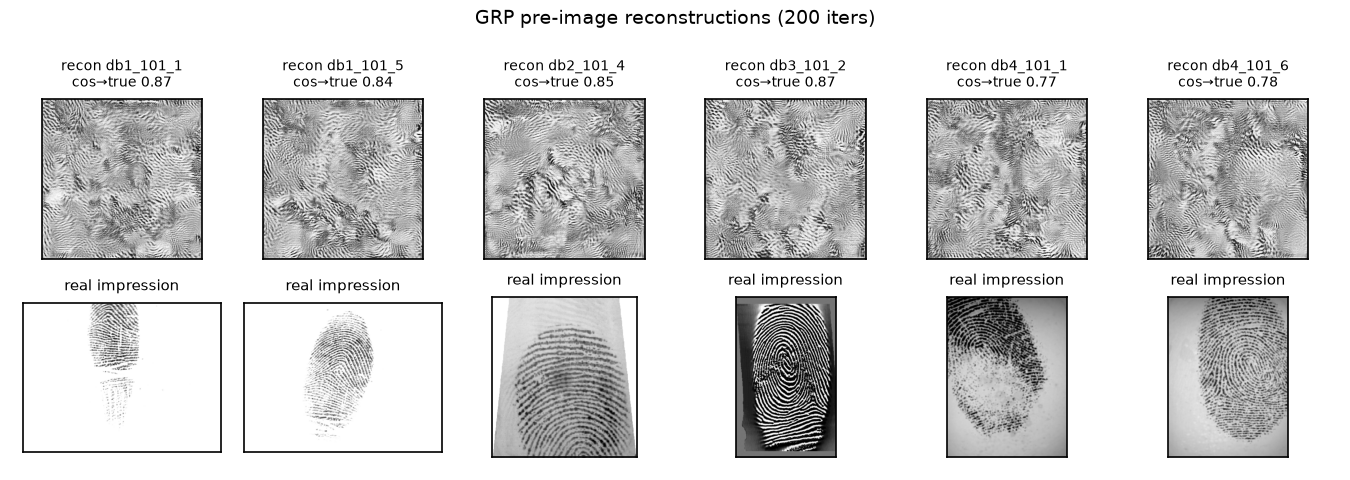 GRP pre-image reconstructions (200 iters)
recon db1_101_1
cos→true 0.87
recon db1_101_5
cos→true 0.84
recon db2_101_4
cos→true 0.85
recon db3_101_2
cos→true 0.87
recon db4_101_1
cos→true 0.77
recon db4_101_6
cos→true 0.78
real impression
real impression
real impression
real impression
real impression
real impression